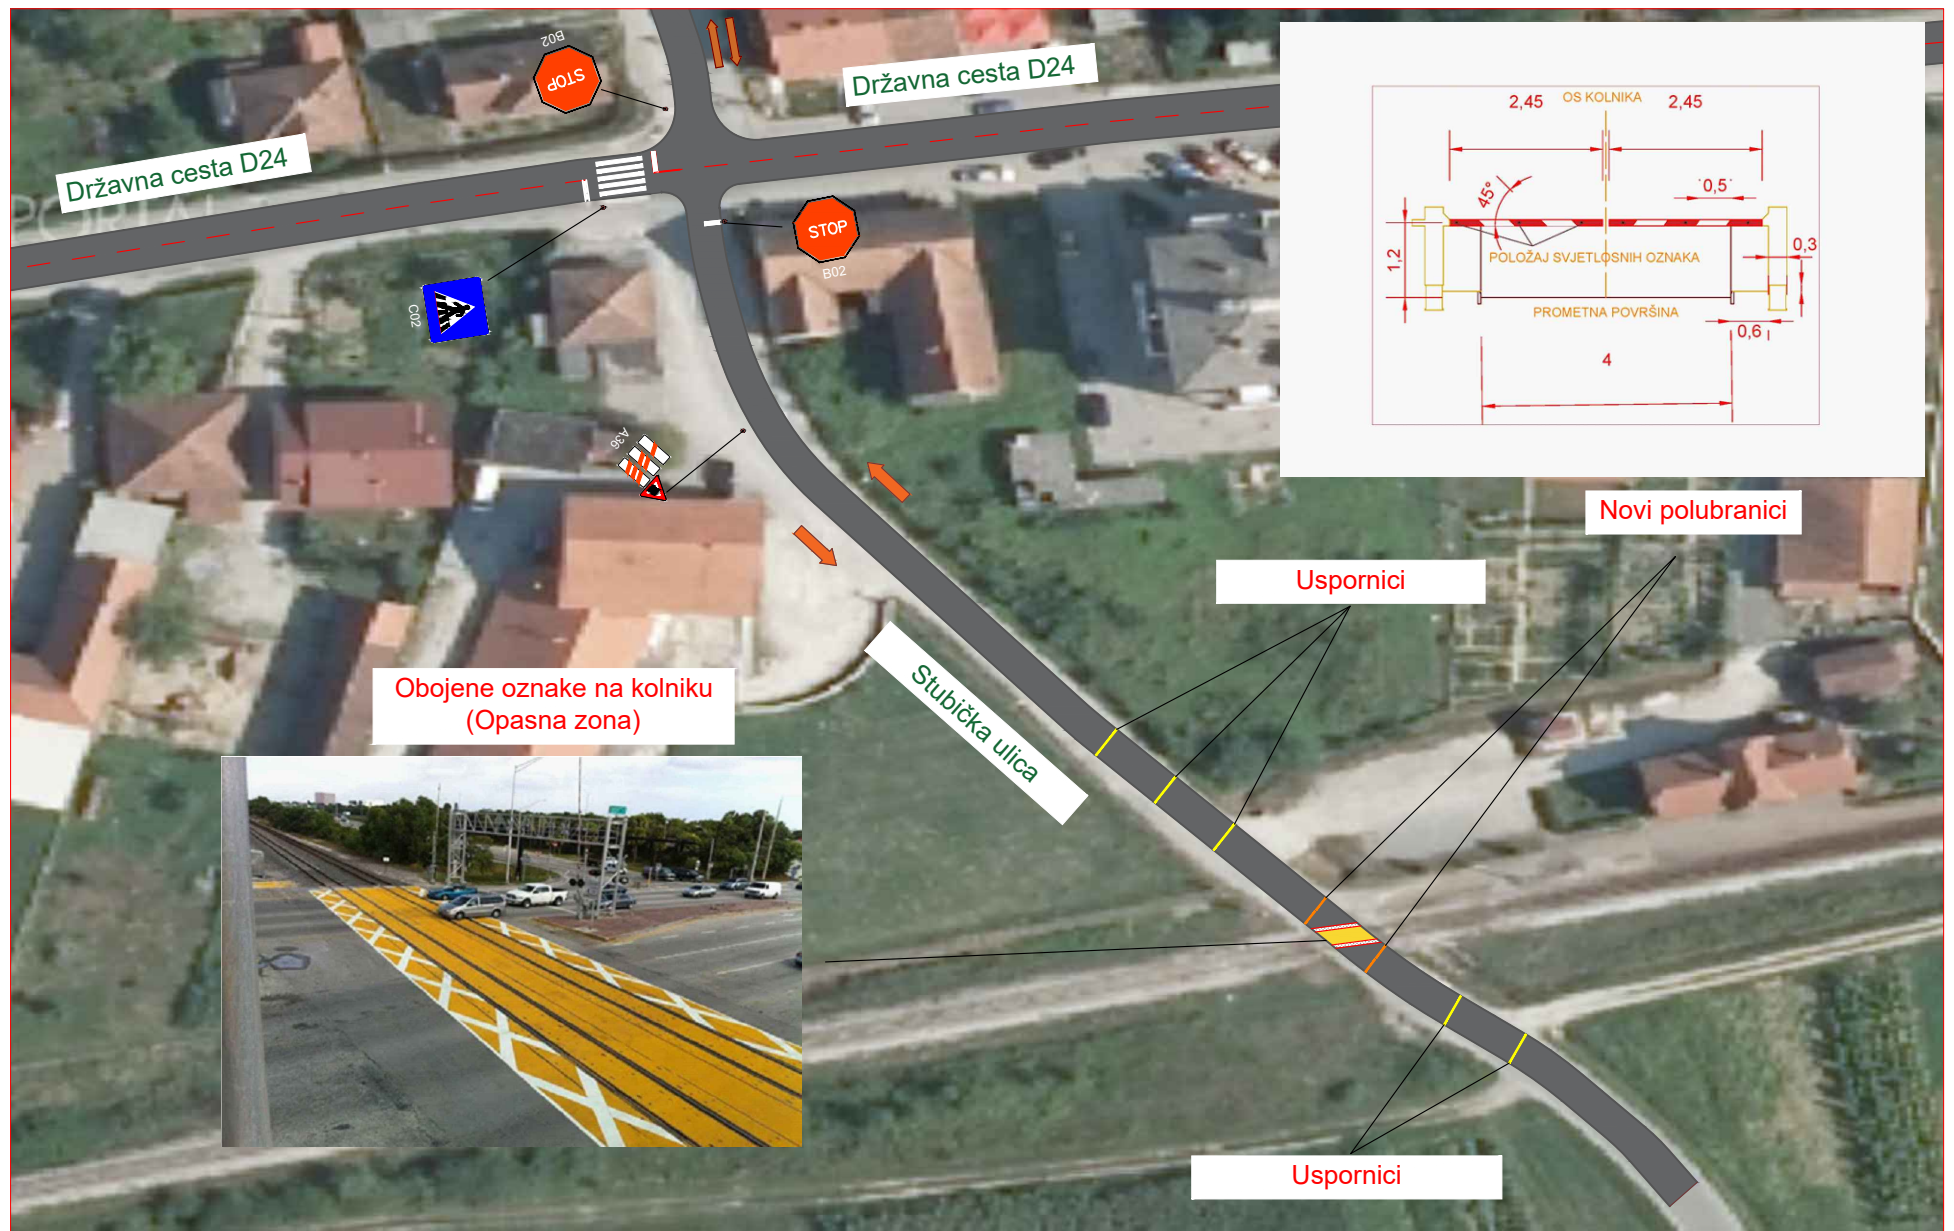 B02
STOP
Državna cesta D24
OS KOLNIKA
2,45
2,45
Državna cesta D24
45°
0,5
1,2
POLOŽAJ SVJETLOSNIH OZNAKA
0,3
PROMETNA POVRŠINA
0,6
4
STOP
B02
C02
A36
Novi polubranici
Uspornici
Obojene oznake na kolniku
(Opasna zona)
Stubička ulica
Uspornici